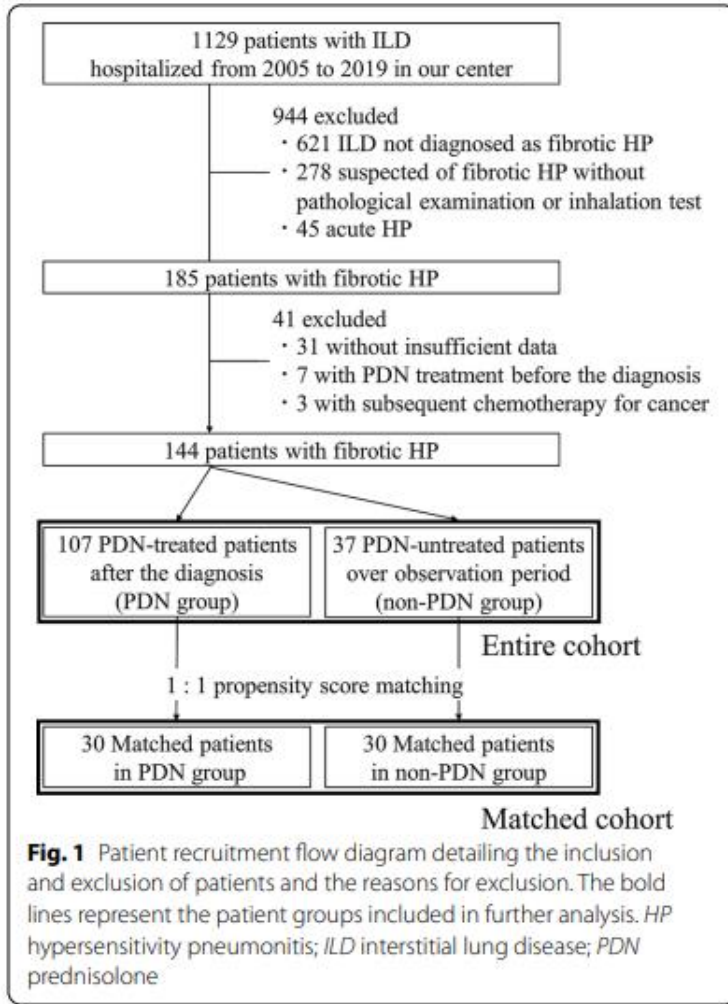 1129 patients with ILD
hospitalized from 2005 to 2019 in our center
944 excluded
・621 ILD not diagnosed as fibrotic HP
・278 suspected of fibrotic HP without
pathological examination or inhalation test
・45 acute HP
185 patients with fibrotic HP
41 excluded
・31 without insufficient data
・7 with PDN treatment before the diagnosis
・3 with subsequent chemotherapy for cancer
144 patients with fibrotic HP
107 PDN-treated patients
after the diagnosis
(PDN group)
37 PDN-untreated patients
over observation period
(non-PDN group)
Entire cohort
1 : 1 propensity score matching
30 Matched patients
in PDN group
30 Matched patients
in non-PDN group
Matched cohort
Fig. 1 Patient recruitment flow diagram detailing the inclusion
and exclusion of patients and the reasons for exclusion. The bold
lines represent the patient groups included in further analysis. HP
hypersensitivity pneumonitis; ILD interstitial lung disease; PDN
prednisolone